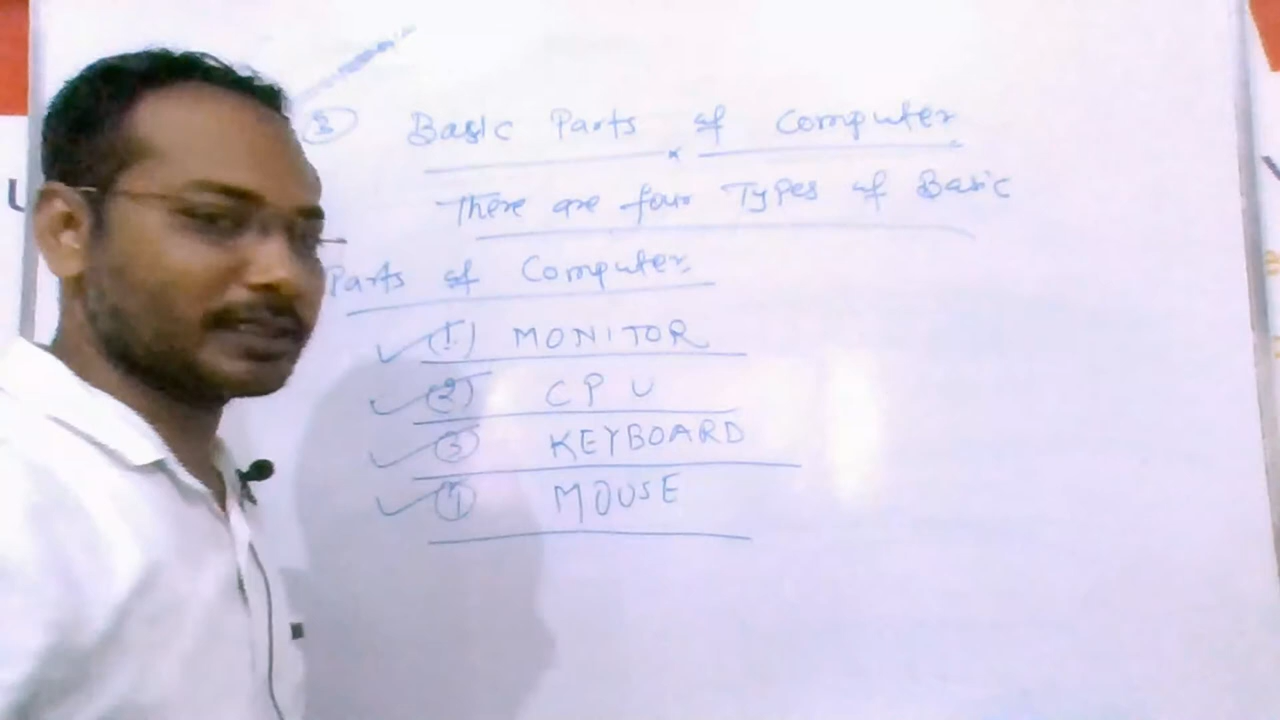 ③ Basic Parts of Computer
There are four Types of Basic
Parts of Computer.
(1) MONITOR
(2) CPU
③ KEYBOARD
④ MOUSE